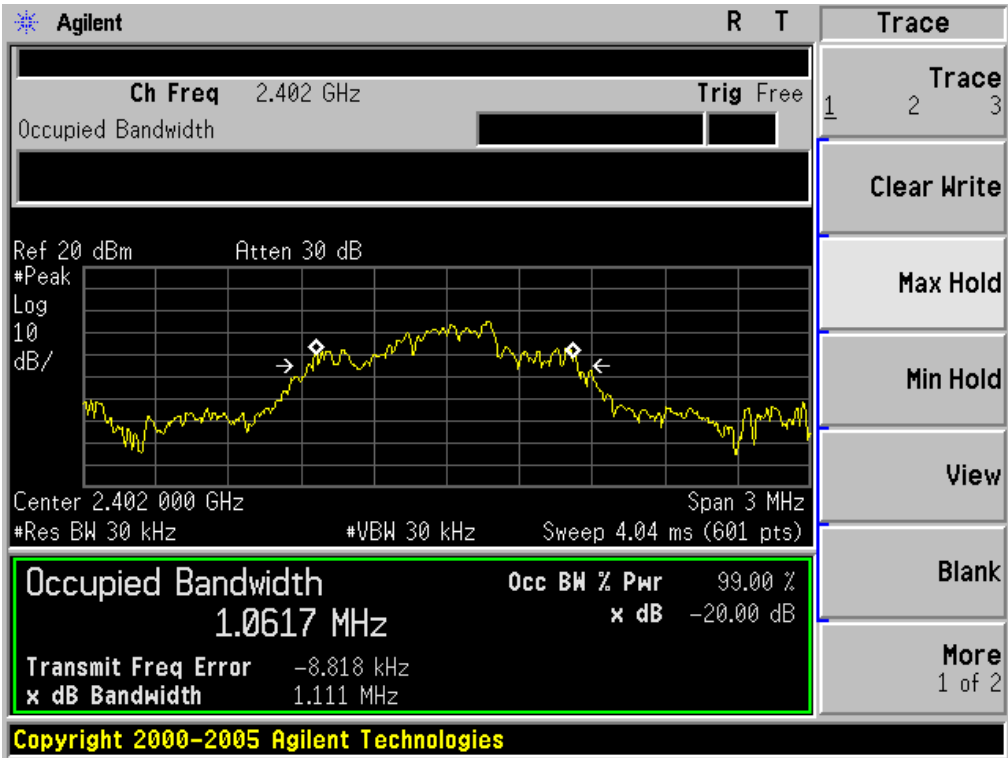 Agilent R T Trace
Ch Freq 2.402 GHz Trig Free
Occupied Bandwidth
Trace
1 2 3
Clear Write
Max Hold
Min Hold
View
Blank
More
1 of 2
Ref 20 dBm Atten 30 dB
#Peak
Log
10
dB/
Center 2.402 000 GHz Span 3 MHz
#Res BW 30 kHz #VBW 30 kHz Sweep 4.04 ms (601 pts)
Occupied Bandwidth Occ BW % Pwr 99.00 %
1.0617 MHz x dB -20.00 dB
Transmit Freq Error -8.818 kHz
x dB Bandwidth 1.111 MHz
Copyright 2000-2005 Agilent Technologies